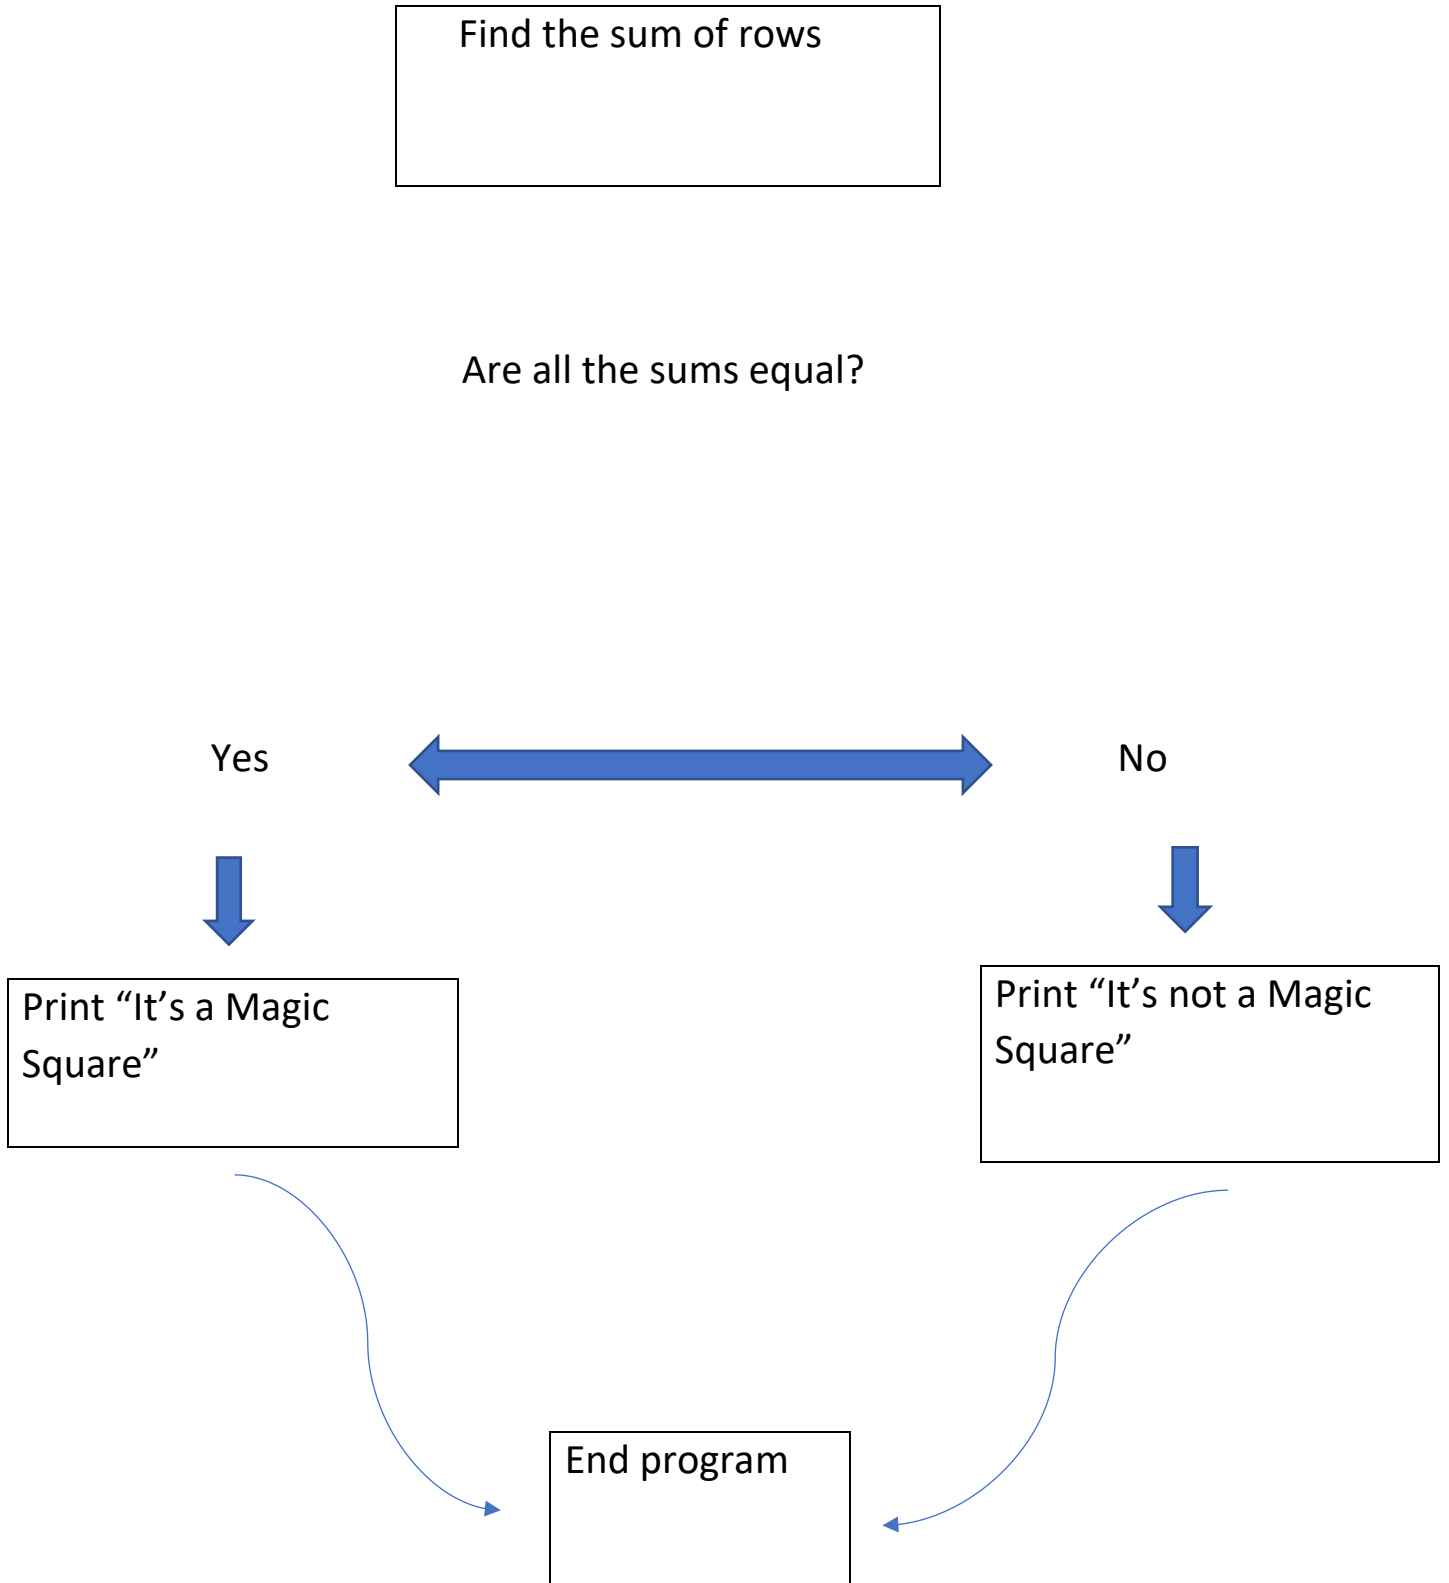 Find the sum of rows
Are all the sums equal?
Yes
No
Print “It’s a Magic
Square”
Print “It’s not a Magic
Square”
End program